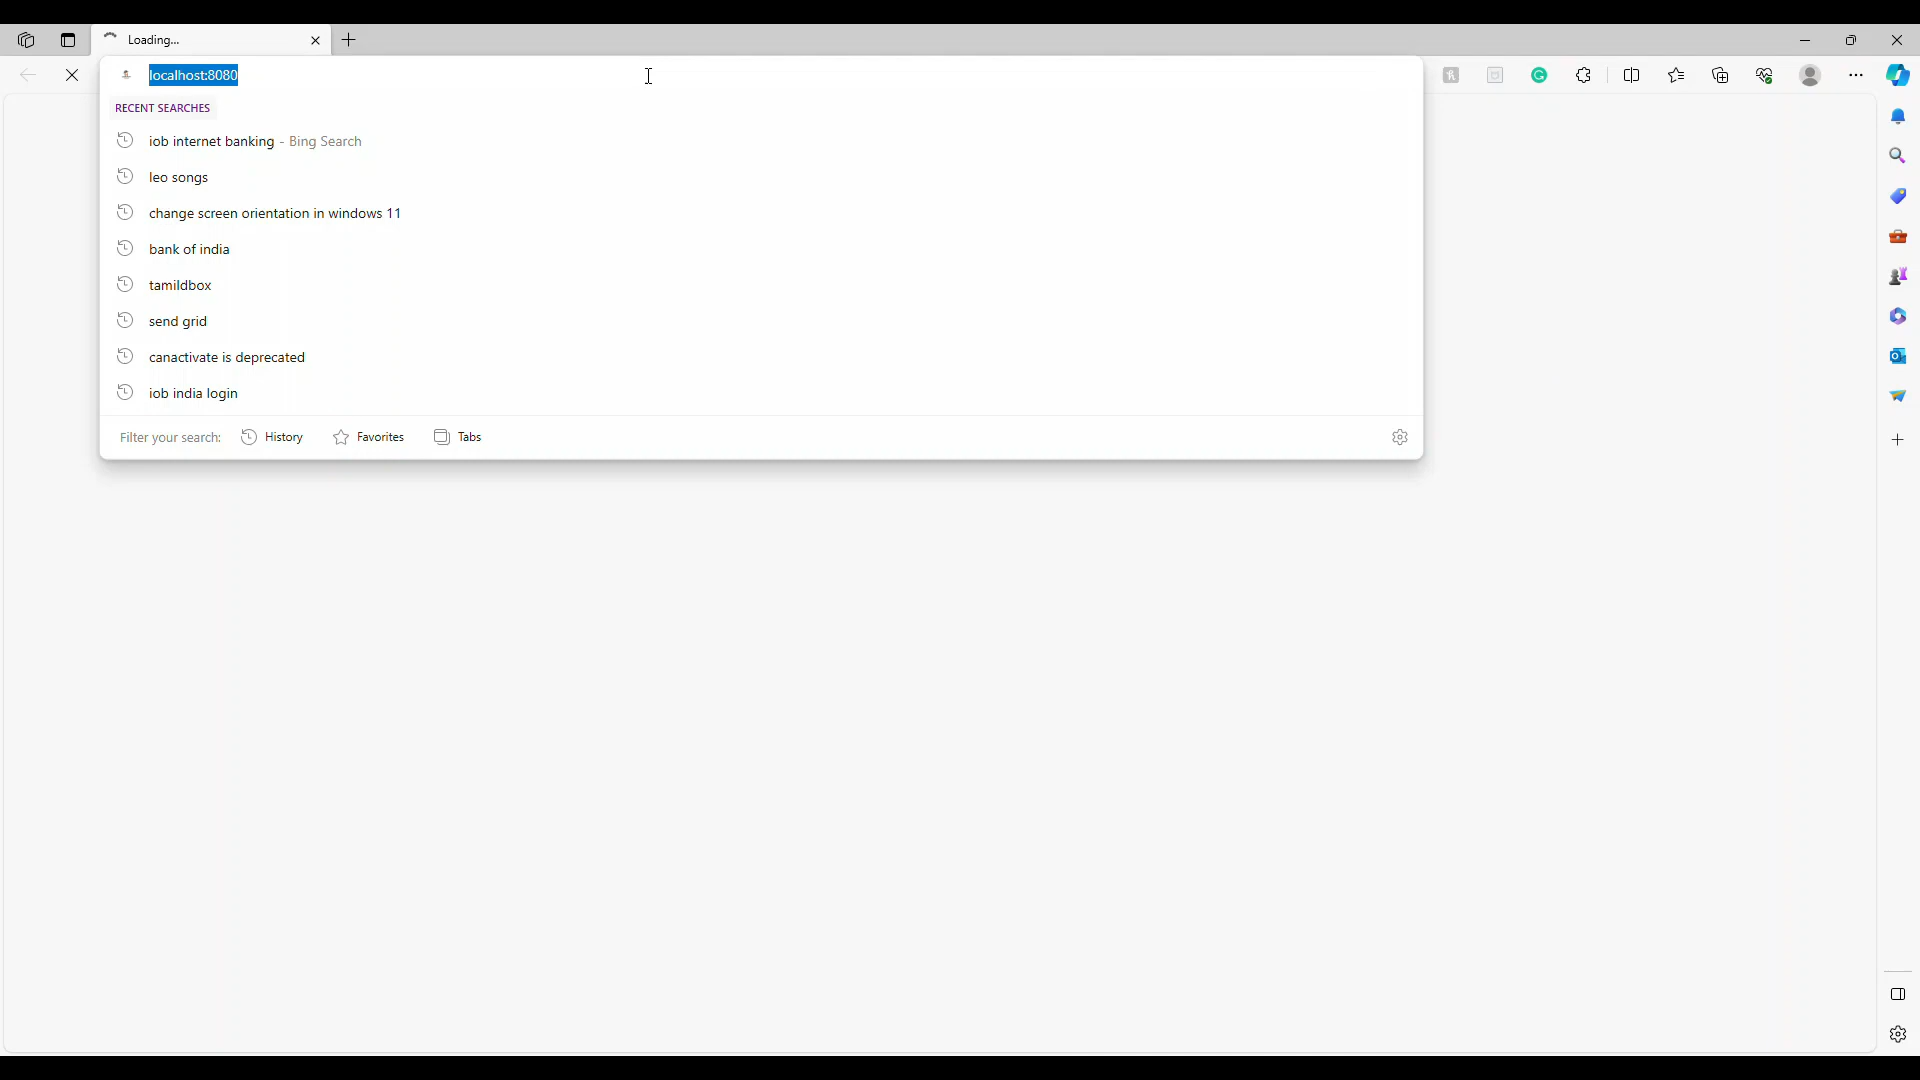 Loading...
localhost:8080
RECENT SEARCHES
iob internet banking - Bing Search
leo songs
change screen orientation in windows 11
bank of india
tamildbox
send grid
canactivate is deprecated
iob india login
Filter your search: History Favorites Tabs